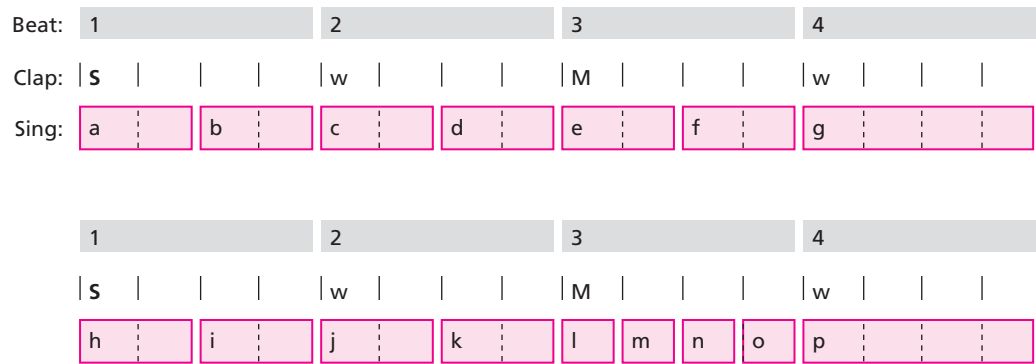 Beat: 1 2 3 4
Clap: S w M w
Sing: a b c d e f g
1 2 3 4
S w M w
h i j k l m n o p